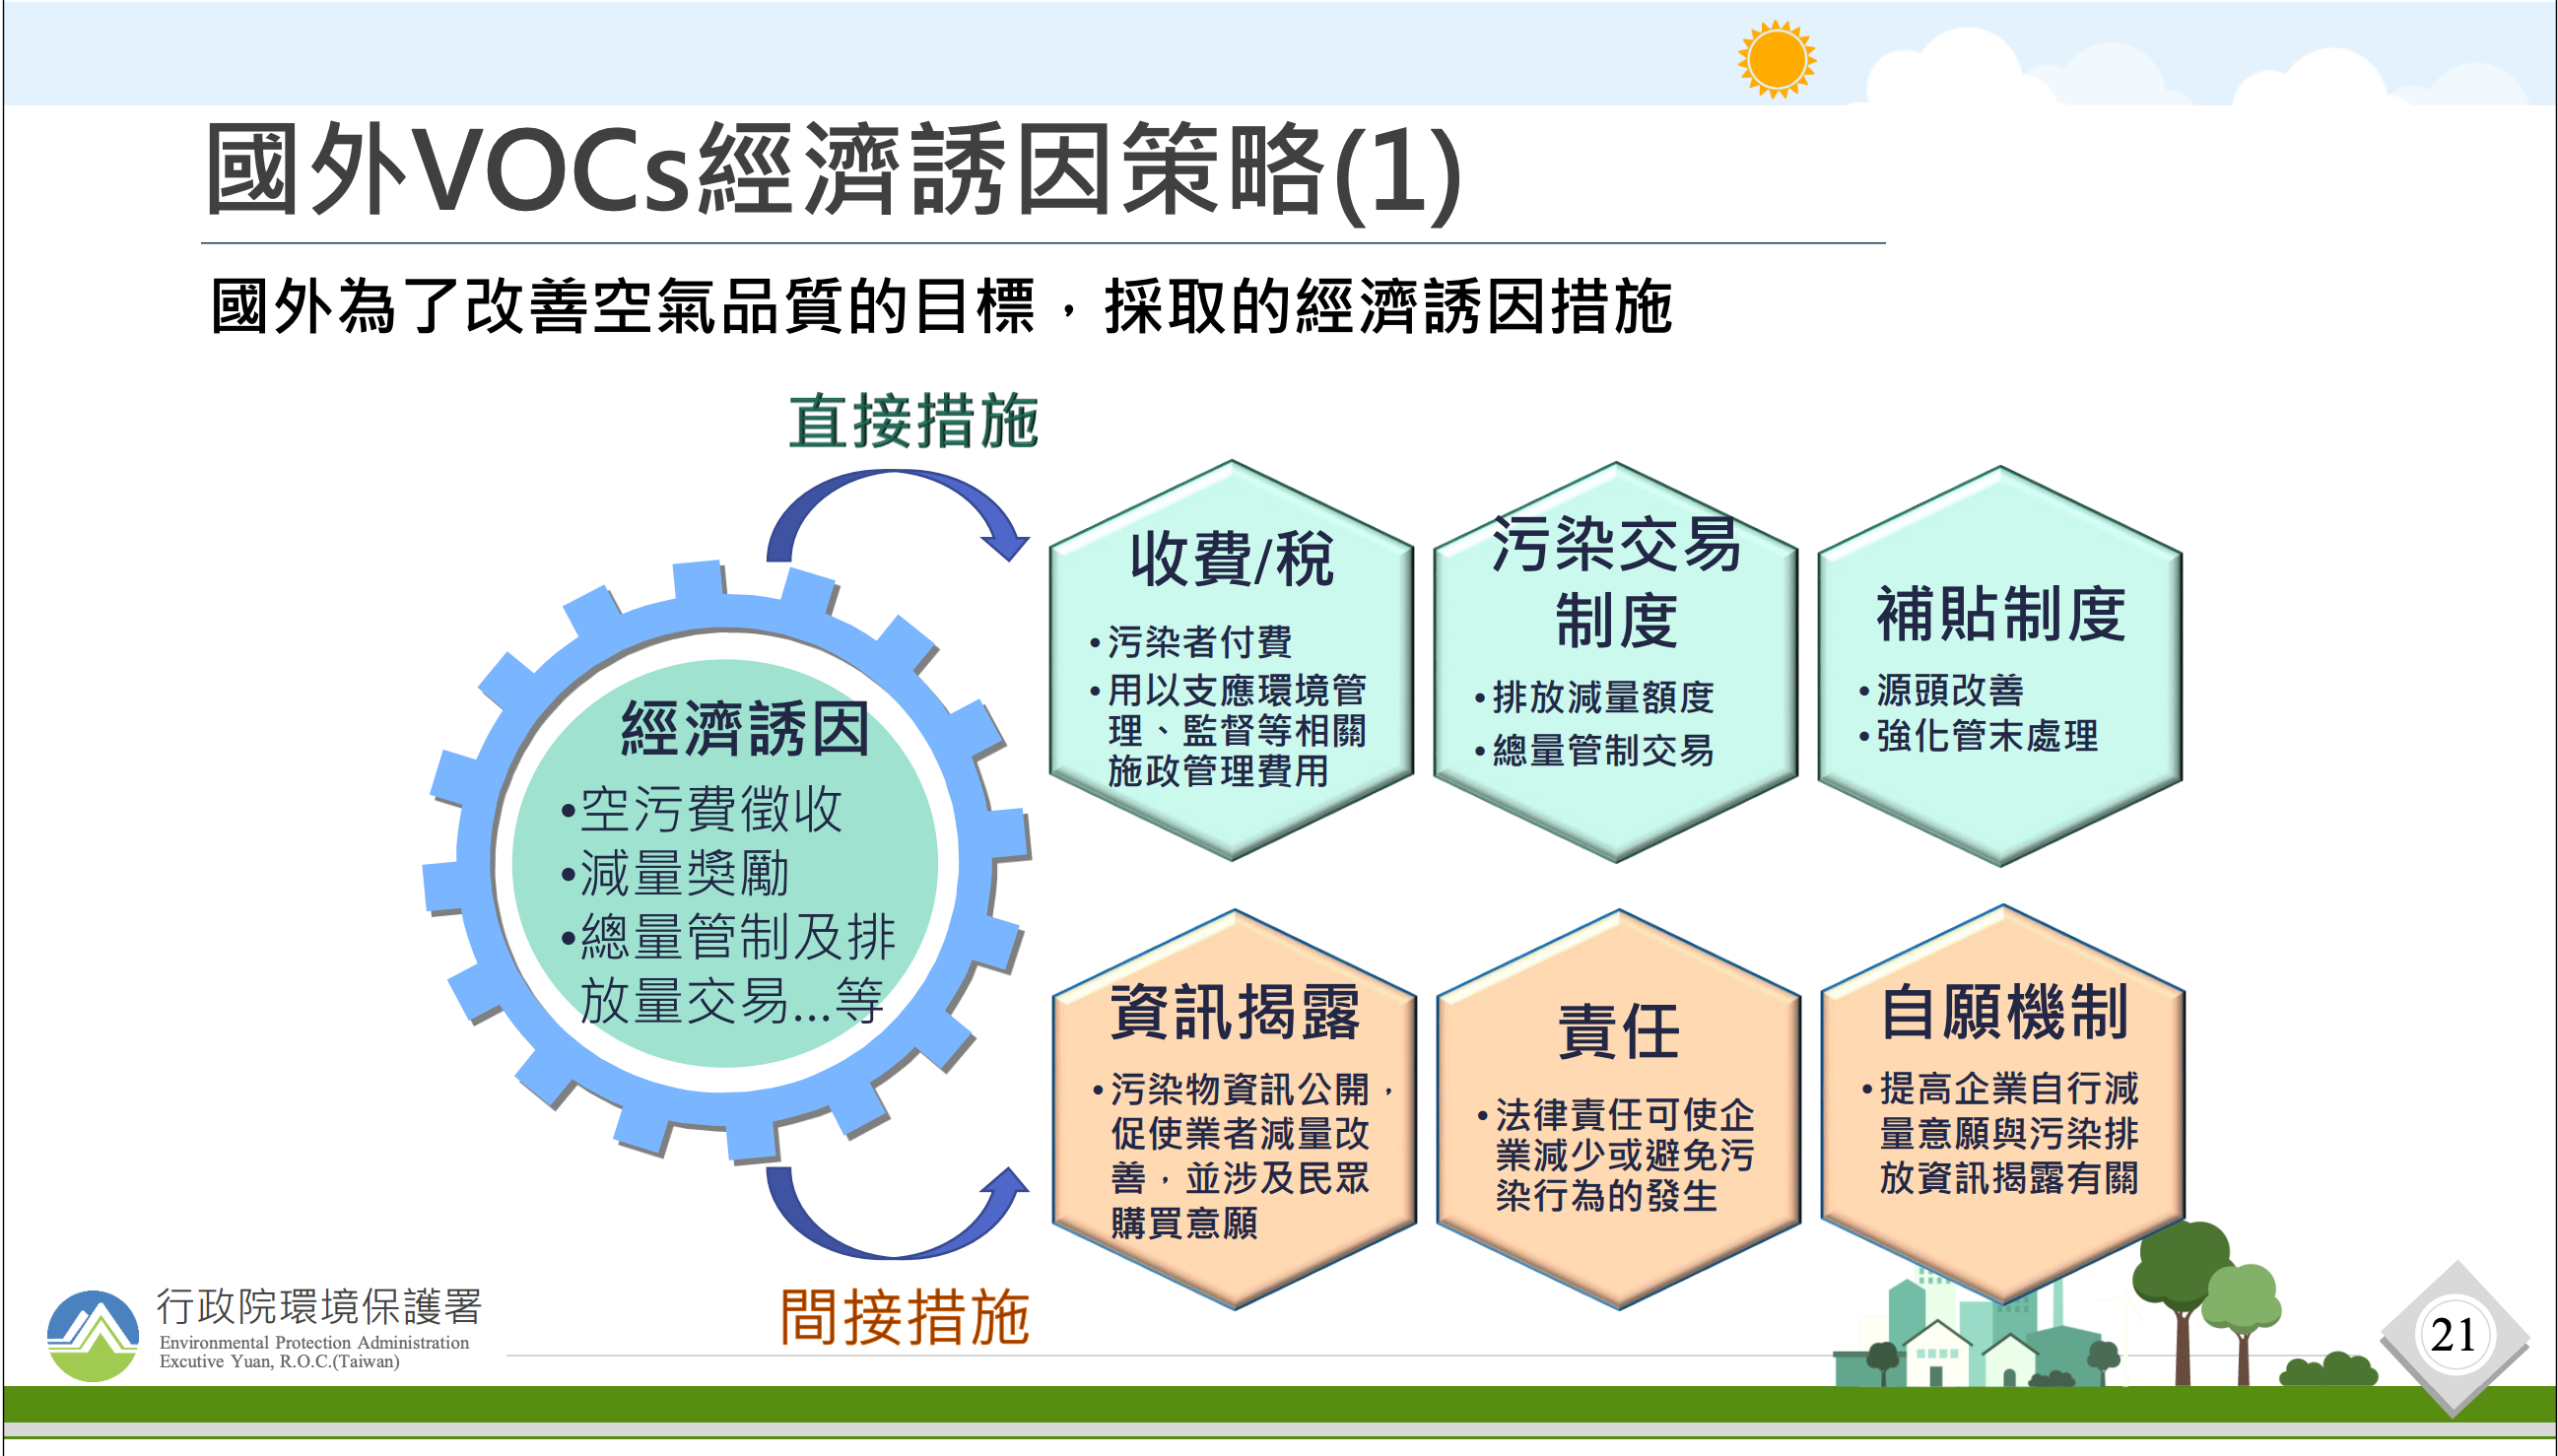 國外VOCs經濟誘因策略(1)
國外為了改善空氣品質的目標，採取的經濟誘因措施
直接措施
經濟誘因
•空污費徵收
•減量獎勵
•總量管制及排
放量交易...等
收費/稅
•污染者付費
•用以支應環境管
理、監督等相關
施政管理費用
污染交易
制度
•排放減量額度
•總量管制交易
補貼制度
•源頭改善
•強化管末處理
資訊揭露
•污染物資訊公開，
促使業者減量改
善，並涉及民眾
購買意願
責任
•法律責任可使企
業減少或避免污
染行為的發生
自願機制
•提高企業自行減
量意願與污染排
放資訊揭露有關
間接措施
行政院環境保護署
Environmental Protection Administration
Excutive Yuan, R.O.C.(Taiwan)
21